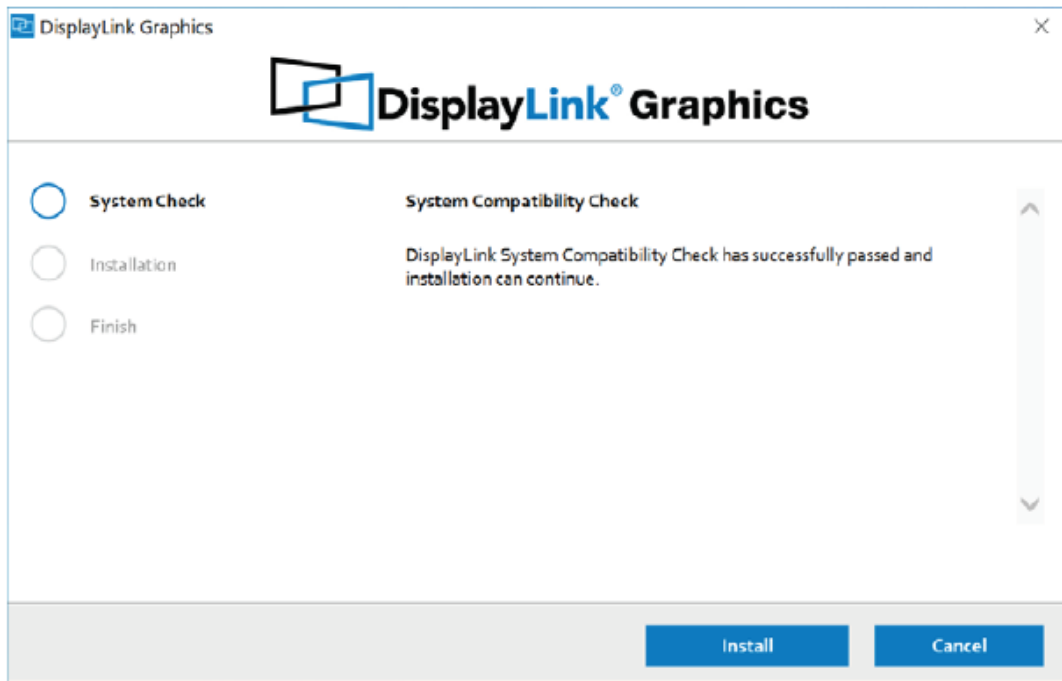 DisplayLink Graphics
DisplayLink® Graphics
System Check
Installation
Finish
System Compatibility Check
DisplayLink System Compatibility Check has successfully passed and
installation can continue.
Install
Cancel